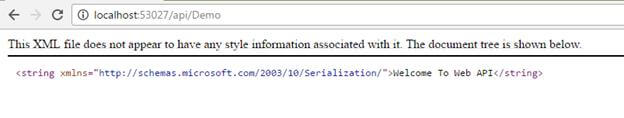 localhost:53027/api/Demo
This XML file does not appear to have any style information associated with it. The document tree is shown below.
<string xmlns="http://schemas.microsoft.com/2003/10/Serialization/">Welcome To Web API</string>